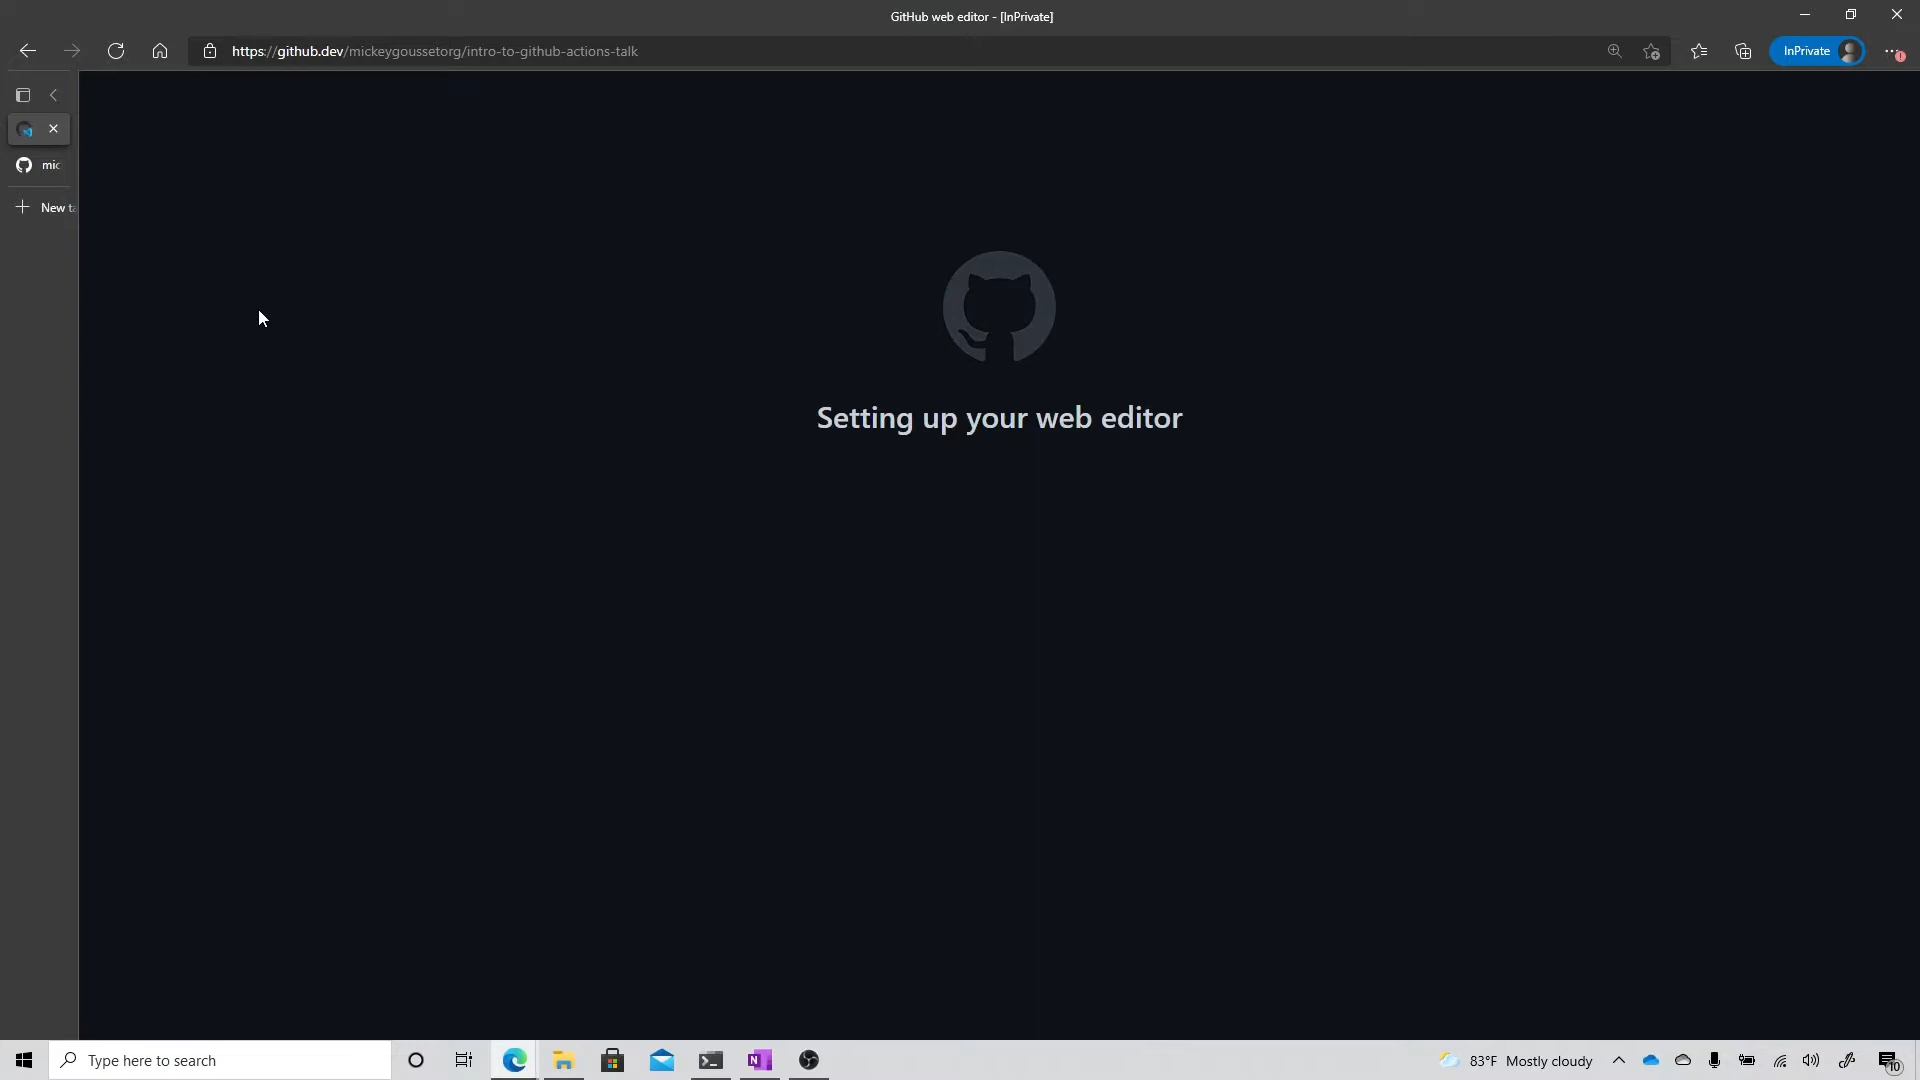 GitHub web editor - [InPrivate]
https://github.dev/mickeygoussetorg/intro-to-github-actions-talk
InPrivate
mic
New ta
Setting up your web editor
Type here to search
N
83°F Mostly cloudy
10